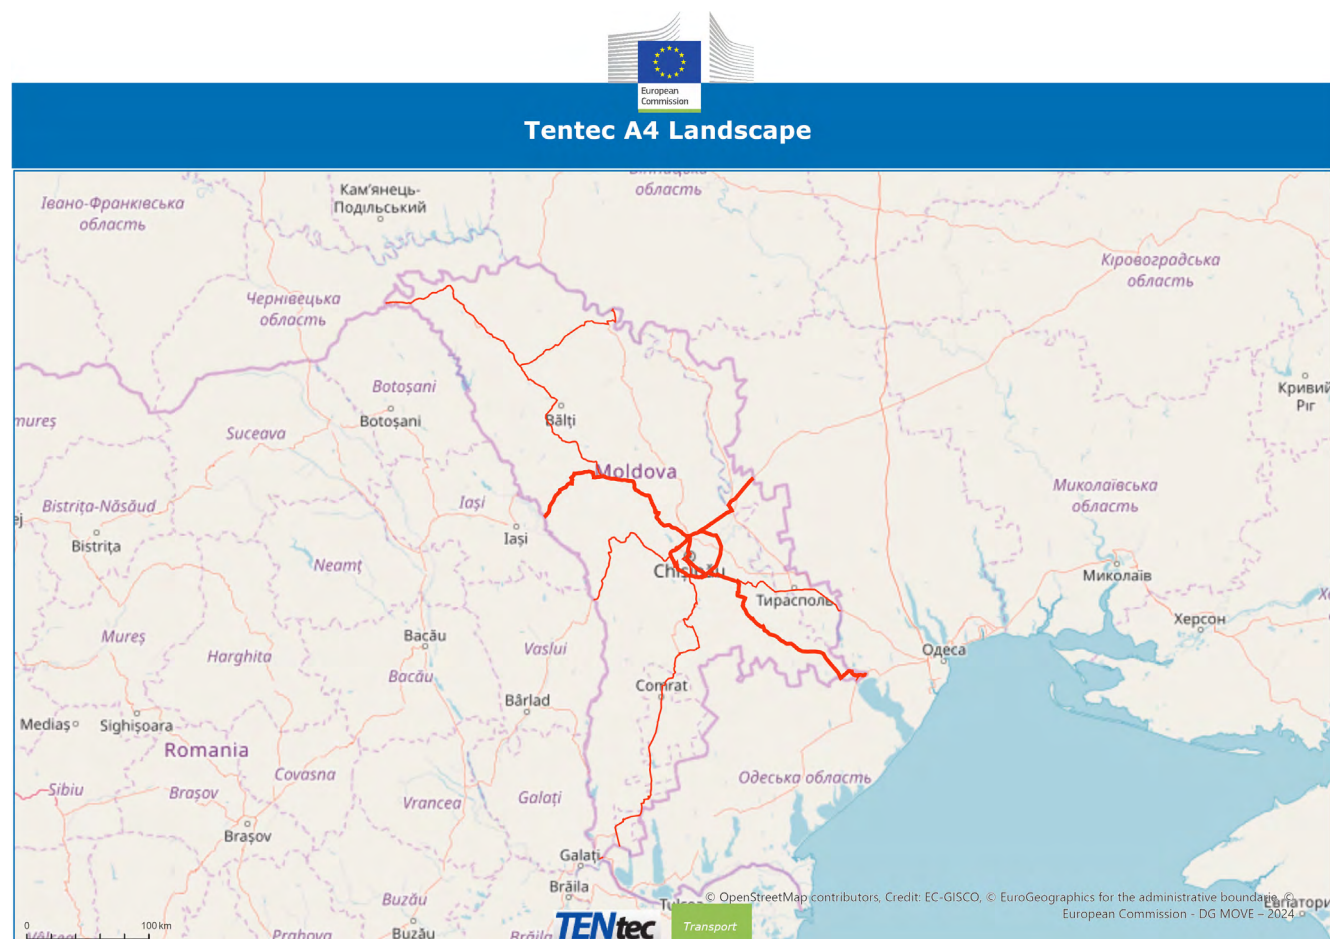 European
Commission
Tentec A4 Landscape
область
Кам'янець-
Подільський
Івано-Франківська
область
Кіровоградська
область
Чернівецька
область
Botoșani
Botoșani
Кривий
Ріг
mureș
Suceava
Bălți
Moldova
Миколаївська
область
Bistrița-Năsăud
Iași
Iași
Bistrița
Neamț
Chișinău
Миколаїв
Тирасполь
Херсон
Mureș
Bacău
Vaslui
Одеса
Harghita
Bacău
Comrat
Bârlad
Mediaș
Sighișoara
Romania
Covasna
Одеська область
Sibiu
Brașov
Vrancea
Galați
Brașov
Galați
Brăila
Buzău
© OpenStreetMap contributors, Credit: EC-GISCO, © EuroGeographics for the administrative boundarie, ©
European Commission - DG MOVE – 2024
0
100 km
TENtec
Transport
Prahova
Buzău
Brăila